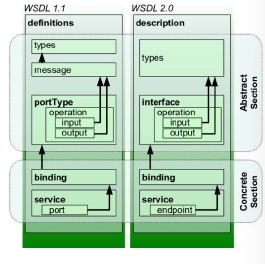 WSDL 1.1 WSDL 2.0
definitions description
types
message
types
portType
operation
input
output
interface
operation
input
output
binding binding
service
port
service
endpoint
Abstract
Section
Concrete
Section